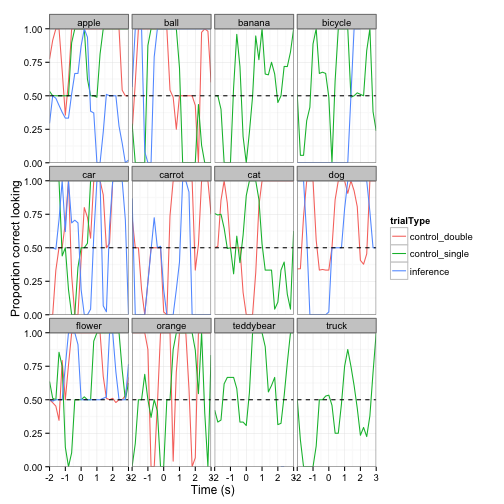 apple ball banana bicycle
1.00
0.75
0.50
0.25
0.00
car carrot cat dog
1.00
0.75
0.50
0.25
0.00
flower orange teddybear truck
1.00
0.75
0.50
0.25
0.00
-2 -1 0 1 2 3 -2 -1 0 1 2 3 -2 -1 0 1 2 3 -2 -1 0 1 2 3
Time (s)
Proportion correct looking
trialType
control_double
control_single
inference